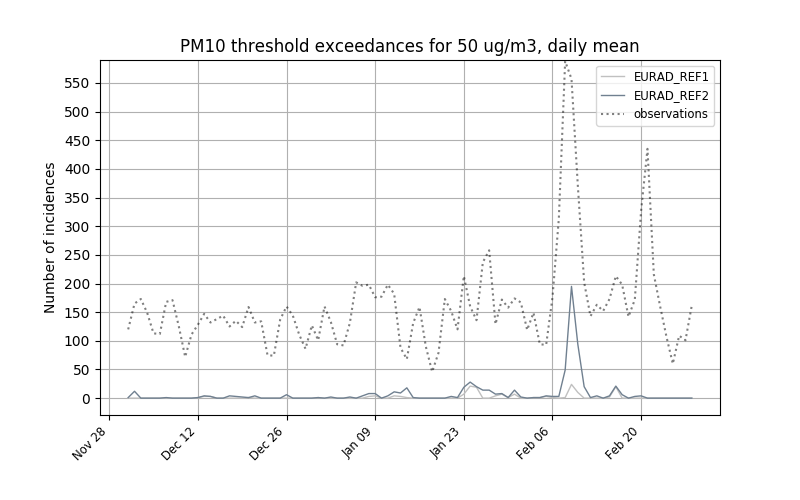 PM10 threshold exceedances for 50 ug/m3, daily mean
EURAD_REF1
EURAD_REF2
observations
Number of incidences
550
500
450
400
350
300
250
200
150
100
50
0
Nov 28
Dec 12
Dec 26
Jan 09
Jan 23
Feb 06
Feb 20